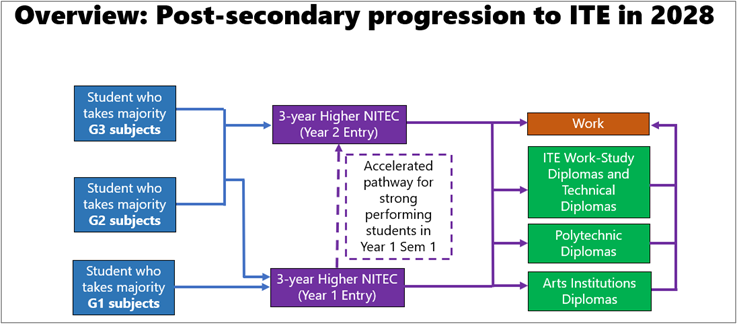 Overview: Post-secondary progression to ITE in 2028
Student who
takes majority
G3 subjects
Student who
takes majority
G2 subjects
Student who
takes majority
G1 subjects
3-year Higher NITEC
(Year 2 Entry)
Accelerated
pathway for
strong
performing
students in
Year 1 Sem 1
3-year Higher NITEC
(Year 1 Entry)
Work
ITE Work-Study
Diplomas and
Technical
Diplomas
Polytechnic
Diplomas
Arts Institutions
Diplomas